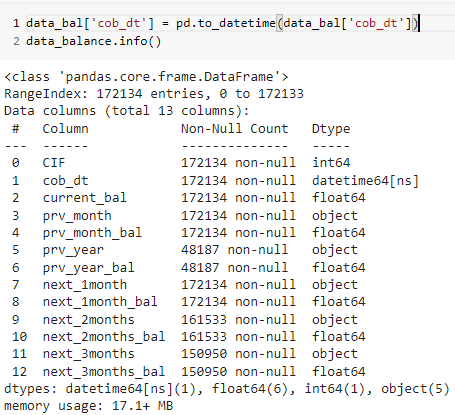 1 data_bal['cob_dt'] = pd.to_datetime(data_bal['cob_dt'])
2 data_balance.info()
<class 'pandas.core.frame.DataFrame'>
RangeIndex: 172134 entries, 0 to 172133
Data columns (total 13 columns):
 #   Column            Non-Null Count   Dtype
---  ------            --------------   -----
 0   CIF               172134 non-null  int64
 1   cob_dt            172134 non-null  datetime64[ns]
 2   current_bal       172134 non-null  float64
 3   prv_month         172134 non-null  object
 4   prv_month_bal     172134 non-null  float64
 5   prv_year          48187 non-null   object
 6   prv_year_bal      48187 non-null   float64
 7   next_1month       172134 non-null  object
 8   next_1month_bal   172134 non-null  float64
 9   next_2months      161533 non-null  object
 10  next_2months_bal  161533 non-null  float64
 11  next_3months      150950 non-null  object
 12  next_3months_bal  150950 non-null  float64
dtypes: datetime64[ns](1), float64(6), int64(1), object(5)
memory usage: 17.1+ MB